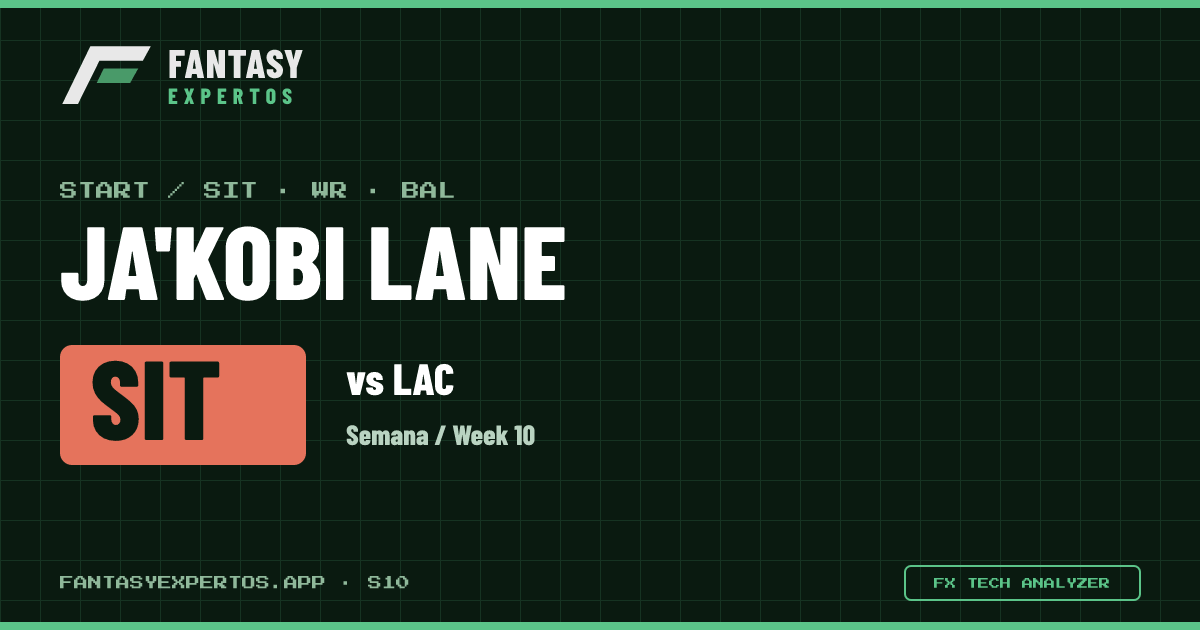 FANTASY
EXPERTOS
START / SIT · WR · BAL
JA'KOBI LANE
SIT
vs LAC
Semana / Week 10
FANTASYEXPERTOS.APP · S10
FX TECH ANALYZER